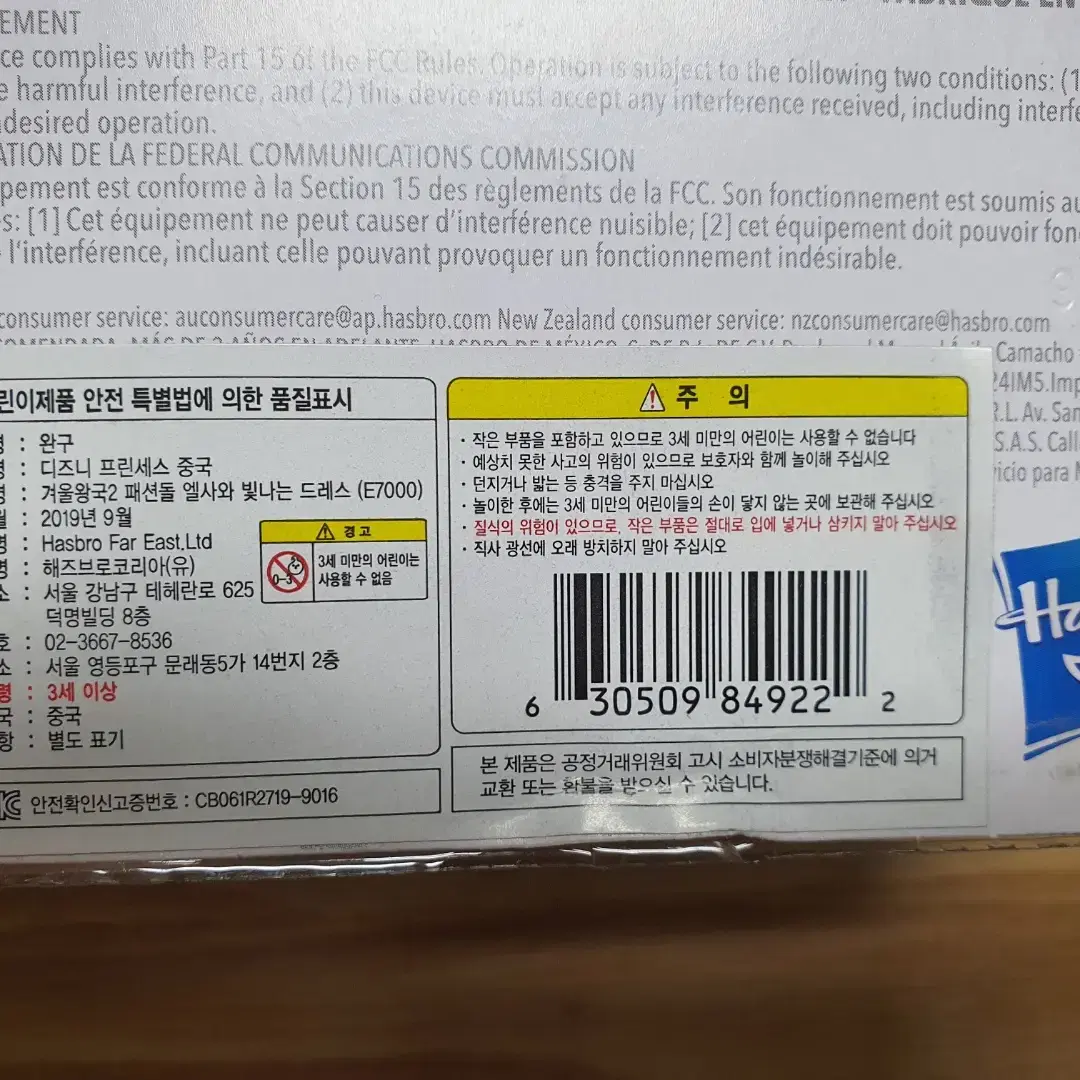 EMENT
ce complies with Part 15 of the FCC Rules. Operation is subject to the following two conditions: (1
e harmful interference, and (2) this device must accept any interference received, including interfe
desired operation.
ATION DE LA FEDERAL COMMUNICATIONS COMMISSION
ipement est conforme à la Section 15 des règlements de la FCC. Son fonctionnement est soumis au
es: [1] Cet équipement ne peut causer d'interférence nuisible; [2] cet équipement doit pouvoir fon
l'interférence, incluant celle pouvant provoquer un fonctionnement indésirable.
consumer service: auconsumercare@ap.hasbro.com New Zealand consumer service: nzconsumercare@hasbro.com
Camacho
24IM5.Imp
R.L. Av. San
S.A.S. Call
icio para
린이제품 안전 특별법에 의한 품질표시
명 : 완구
명 : 디즈니 프린세스 중국
명 : 겨울왕국2 패션돌 엘사와 빛나는 드레스 (E7000)
월 : 2019년 9월
명 : Hasbro Far East,Ltd
명 : 해즈브로코리아(유)
소 : 서울 강남구 테헤란로 625
덕명빌딩 8층
호 : 02-3667-8536
소 : 서울 영등포구 문래동5가 14번지 2층
령 : 3세 이상
국 : 중국
항 : 별도 표기
경고
0-3
3세 미만의 어린이는
사용할 수 없음
안전확인신고증번호 : CB061R2719-9016
주 의
· 작은 부품을 포함하고 있으므로 3세 미만의 어린이는 사용할 수 없습니다
· 예상치 못한 사고의 위험이 있으므로 보호자와 함께 놀이해 주십시오
· 던지거나 밟는 등 충격을 주지 마십시오
· 놀이한 후에는 3세 미만의 어린이들의 손이 닿지 않는 곳에 보관해 주십시오
· 질식의 위험이 있으므로, 작은 부품은 절대로 입에 넣거나 삼키지 말아 주십시오
· 직사 광선에 오래 방치하지 말아 주십시오
6 30509 84922 2
본 제품은 공정거래위원회 고시 소비자분쟁해결기준에 의거
교환 또는 환불을 받으실 수 있습니다.
Ha